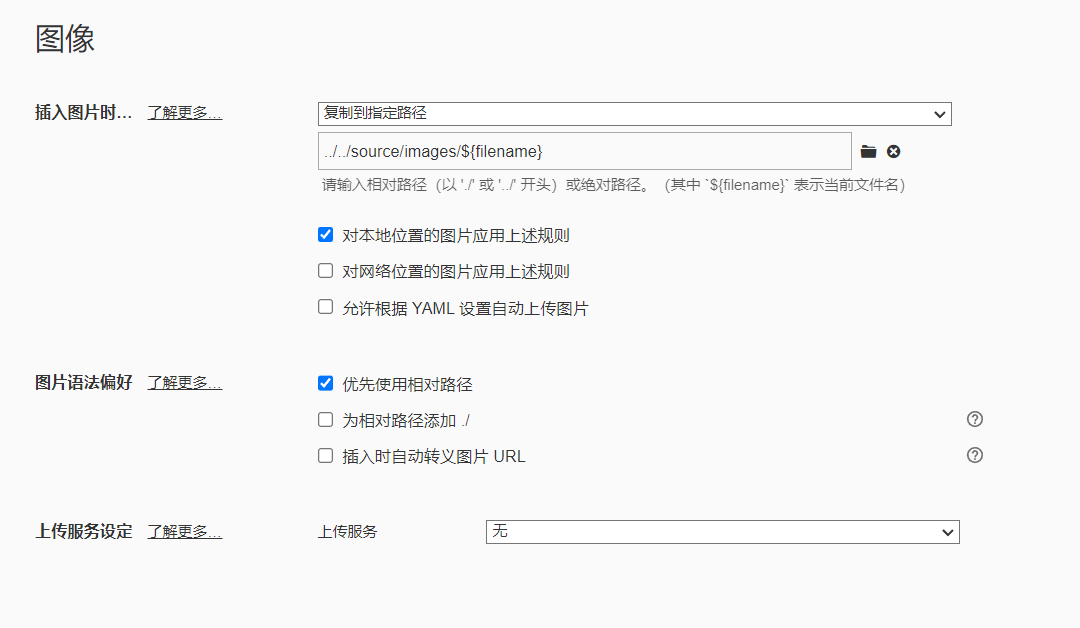 图像
插入图片时... 了解更多...
复制到指定路径
../../source/images/${filename}
请输入相对路径（以 './' 或 '../' 开头）或绝对路径。（其中 `${filename}` 表示当前文件名）
对本地位置的图片应用上述规则
对网络位置的图片应用上述规则
允许根据 YAML 设置自动上传图片
图片语法偏好 了解更多... 优先使用相对路径
为相对路径添加 ./
插入时自动转义图片 URL
上传服务设定 了解更多... 上传服务 无